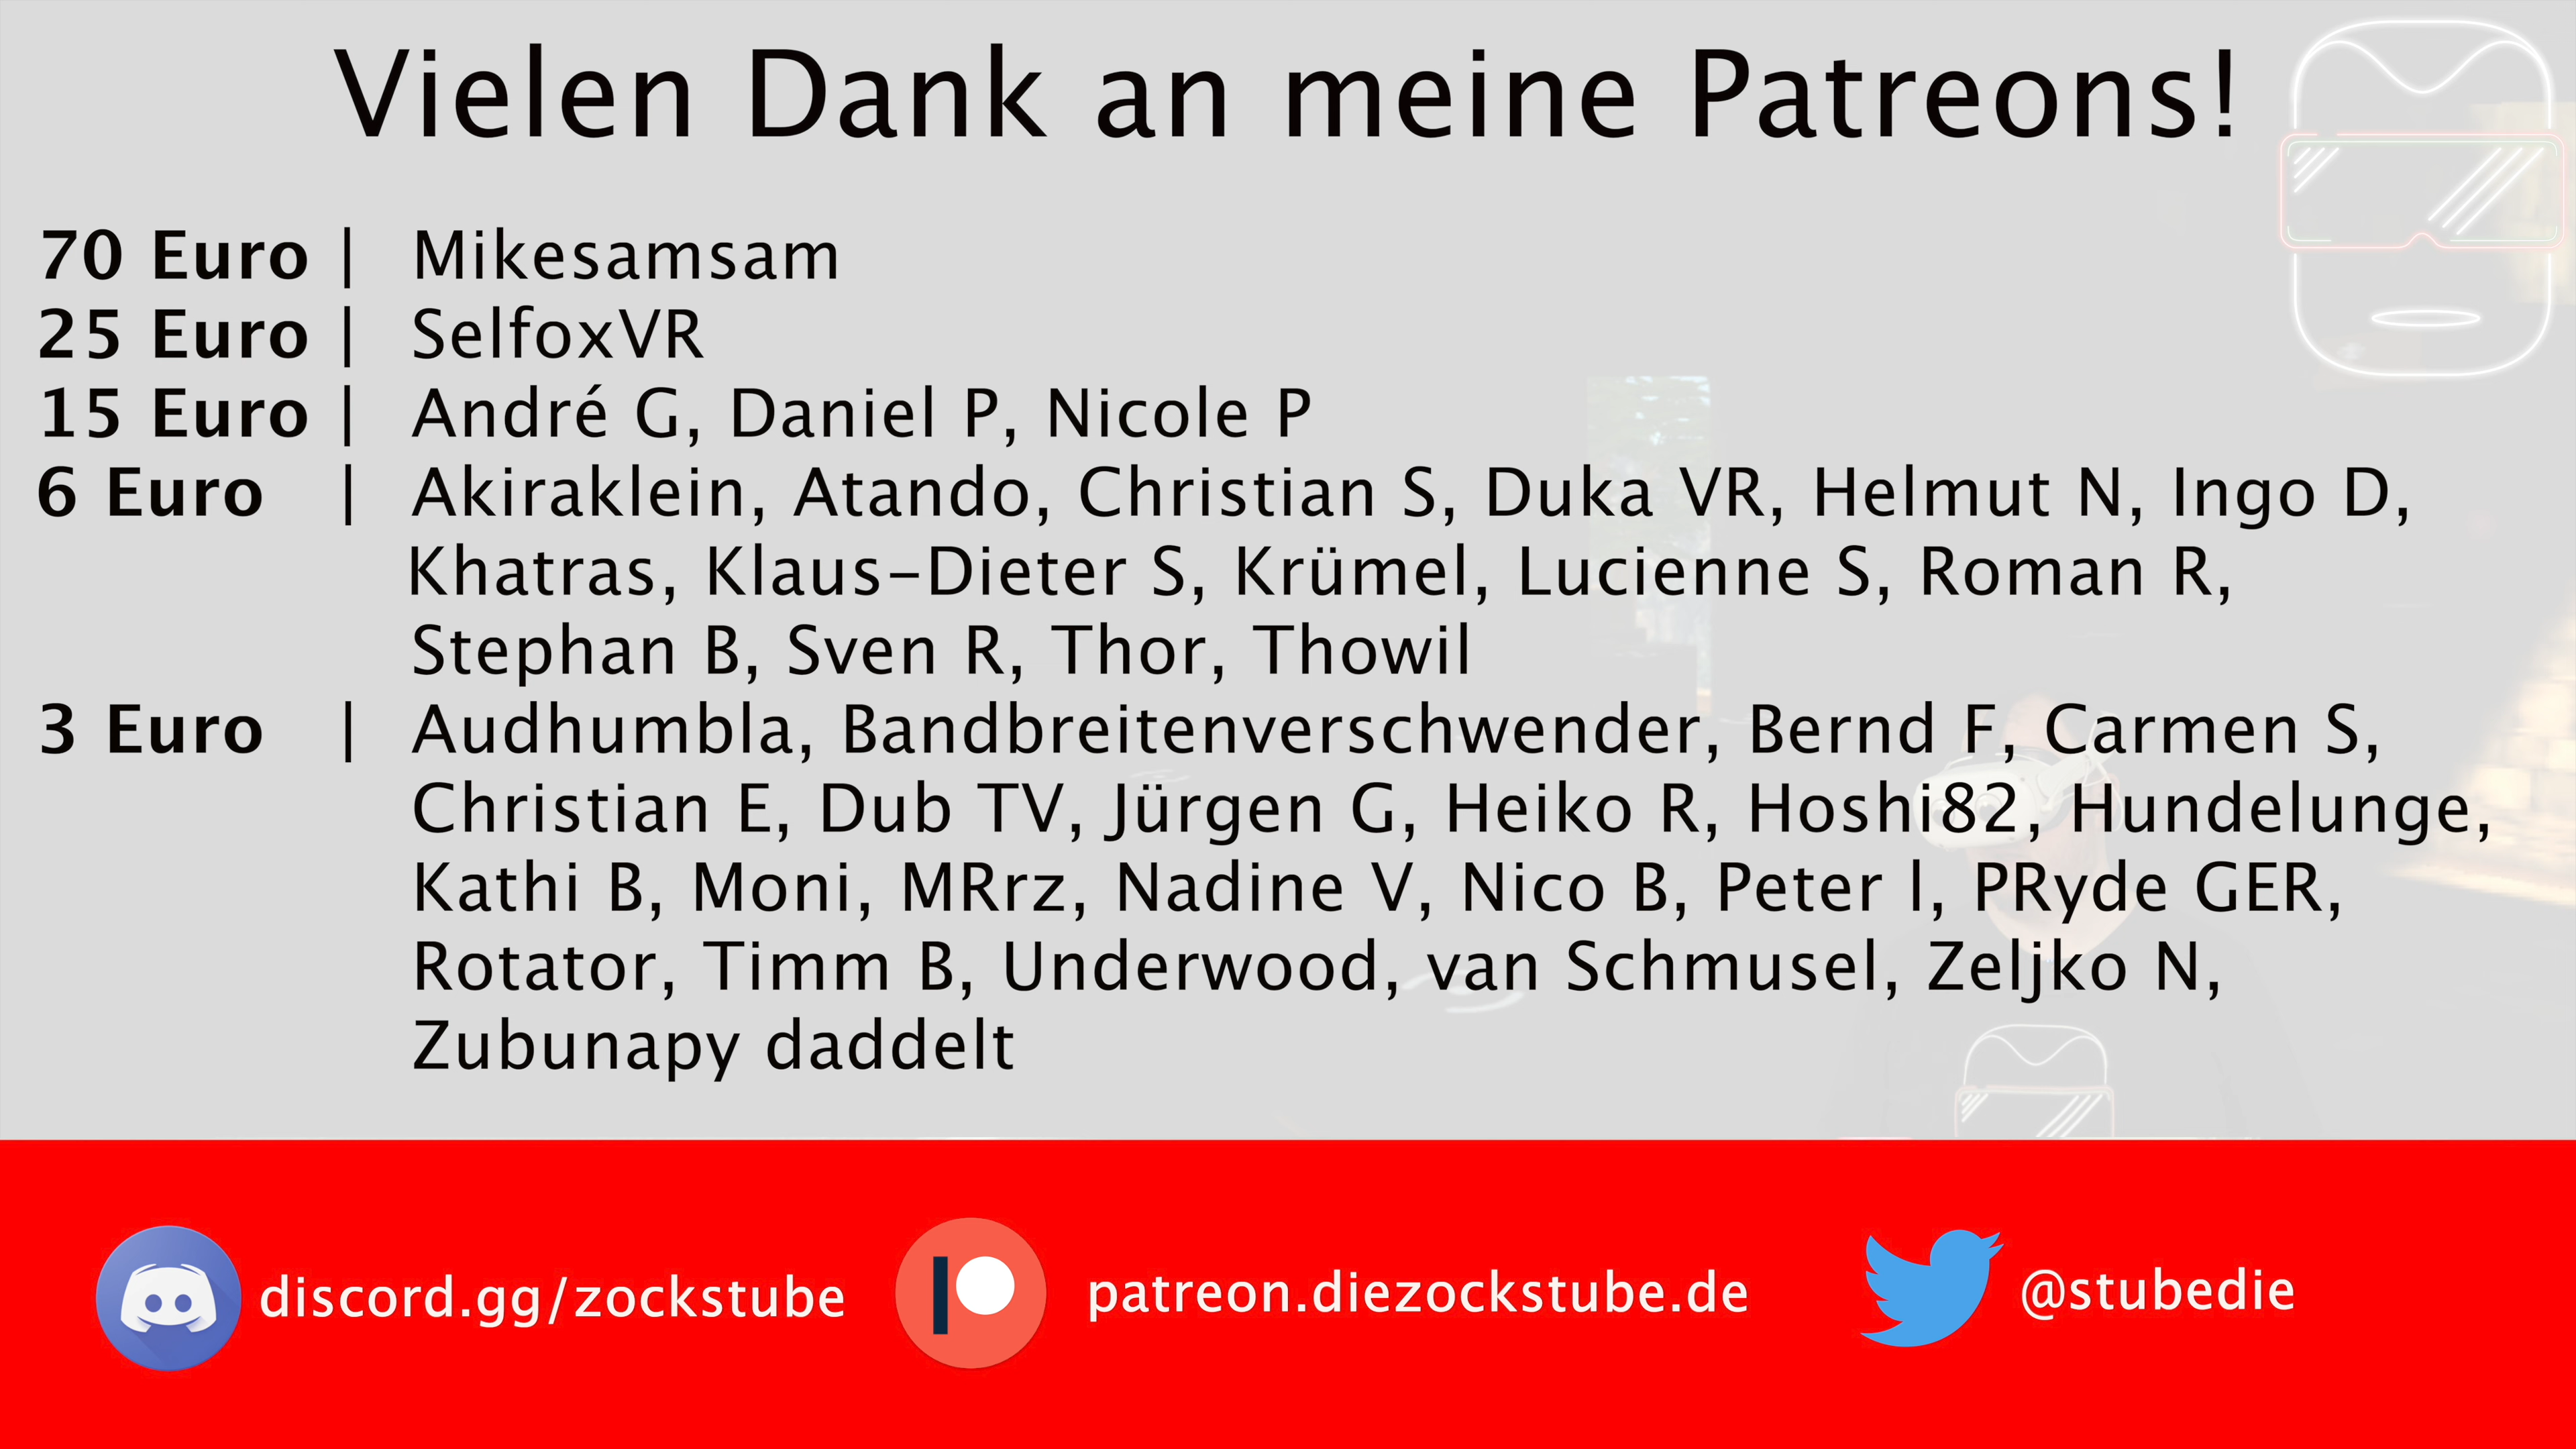 Vielen Dank an meine Patreons!
70 Euro | Mikesamsam
25 Euro | SelfoxVR
15 Euro | André G, Daniel P, Nicole P
6 Euro | Akiraklein, Atando, Christian S, Duka VR, Helmut N, Ingo D,
Khatras, Klaus-Dieter S, Krümel, Lucienne S, Roman R,
Stephan B, Sven R, Thor, Thowil
3 Euro | Audhumbla, Bandbreitenverschwender, Bernd F, Carmen S,
Christian E, Dub TV, Jürgen G, Heiko R, Hoshi82, Hundelunge,
Kathi B, Moni, MRrz, Nadine V, Nico B, Peter l, PRyde GER,
Rotator, Timm B, Underwood, van Schmusel, Zeljko N,
Zubunapy daddelt
discord.gg/zockstube patreon.diezockstube.de @stubedie